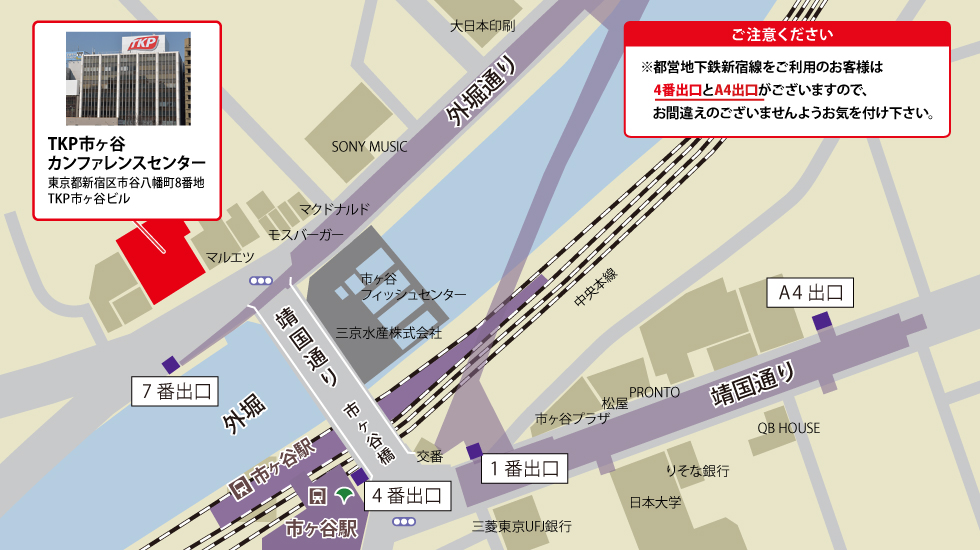 TKP
TKP市ヶ谷
カンファレンスセンター
東京都新宿区市谷八幡町8番地
TKP市ヶ谷ビル
大日本印刷
外堀通り
ご注意ください
※都営地下鉄新宿線をご利用のお客様は
4番出口とA4出口がございますので、
お間違えのございませんようお気を付け下さい。
SONY MUSIC
マクドナルド
モスバーガー
マルエツ
市ヶ谷
フィッシュセンター
中央本線
A4出口
靖国通り
三京水産株式会社
7番出口
外堀
市ヶ谷橋
靖国通り
PRONTO
松屋
市ヶ谷プラザ
QB HOUSE
市ヶ谷駅
交番
1番出口
りそな銀行
4番出口
日本大学
市ヶ谷駅
三菱東京UFJ銀行